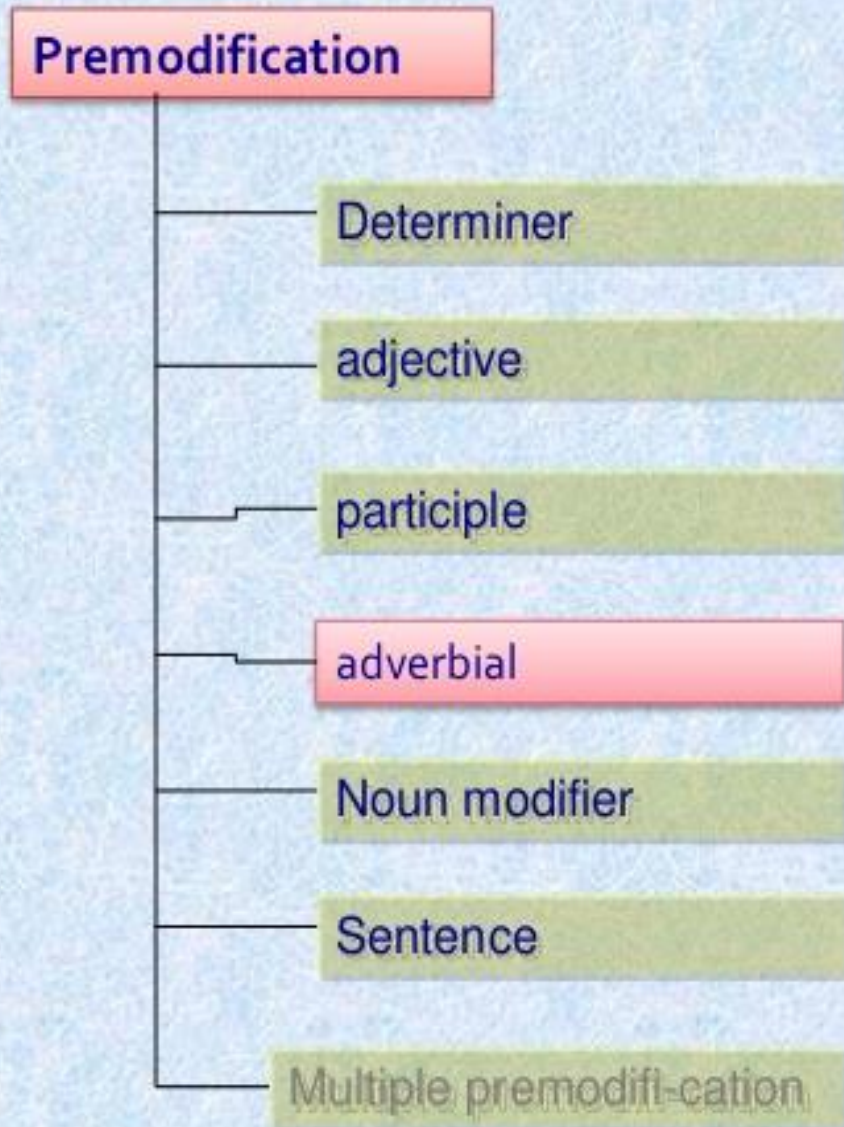 Premodification
Determiner
adjective
participle
adverbial
Noun modifier
Sentence
Multiple premodifi-cation